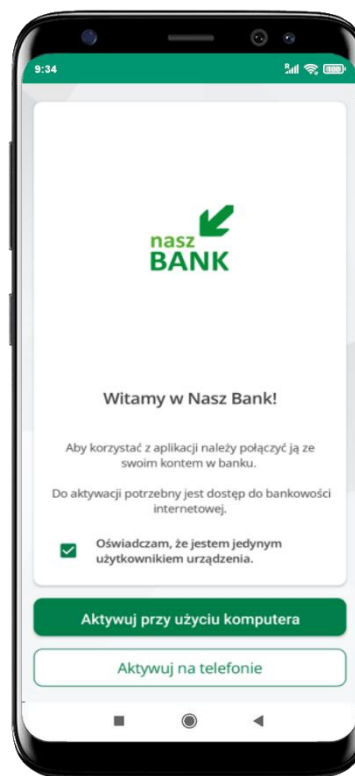 9:34
R
100
nasz
BANK
Witamy w Nasz Bank!
Aby korzystać z aplikacji należy połączyć ją ze
swoim kontem w banku.
Do aktywacji potrzebny jest dostęp do bankowości
internetowej.
Oświadczam, że jestem jedynym
użytkownikiem urządzenia.
Aktywuj przy użyciu komputera
Aktywuj na telefonie